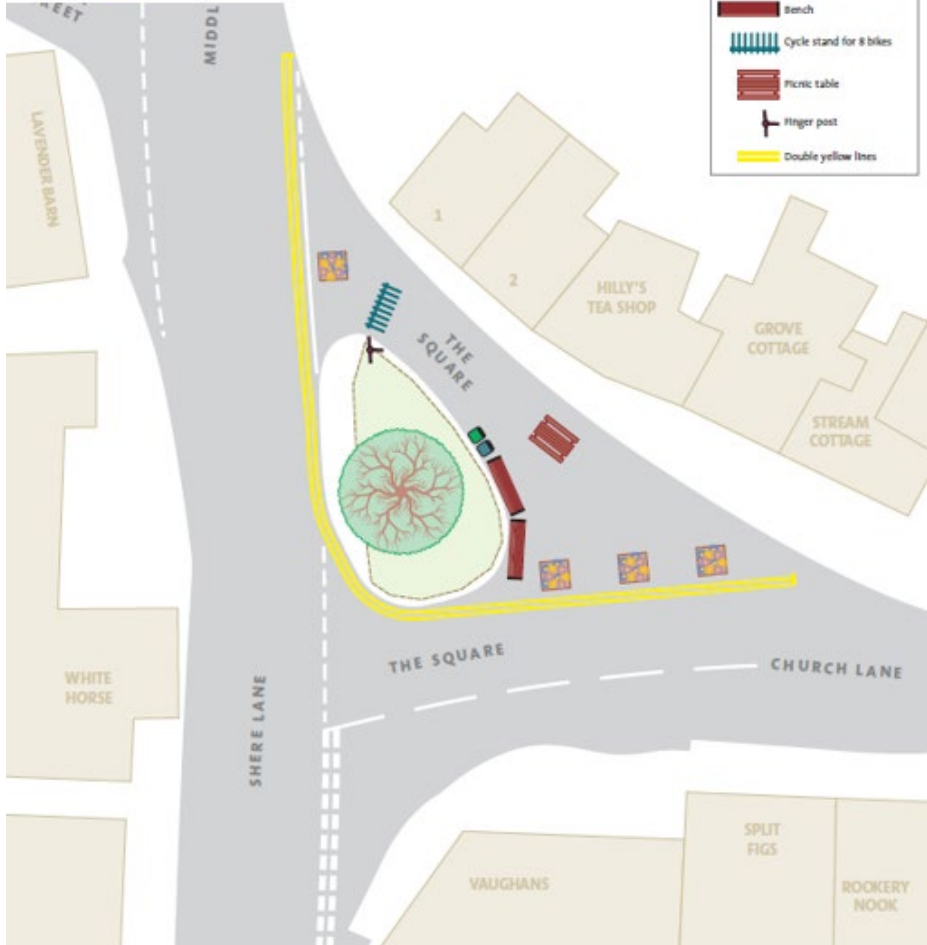 REET
MIDDL
Bench
Cycle stand for 8 bikes
Picnic table
Finger post
Double yellow lines
LAVENDER BARN
1
2
HILLY'S
TEA SHOP
GROVE
COTTAGE
THE
SQUARE
STREAM
COTTAGE
THE SQUARE
CHURCH LANE
WHITE
HORSE
SHERE LANE
SPLIT
FIGS
VAUGHANS
ROOKERY
NOOK